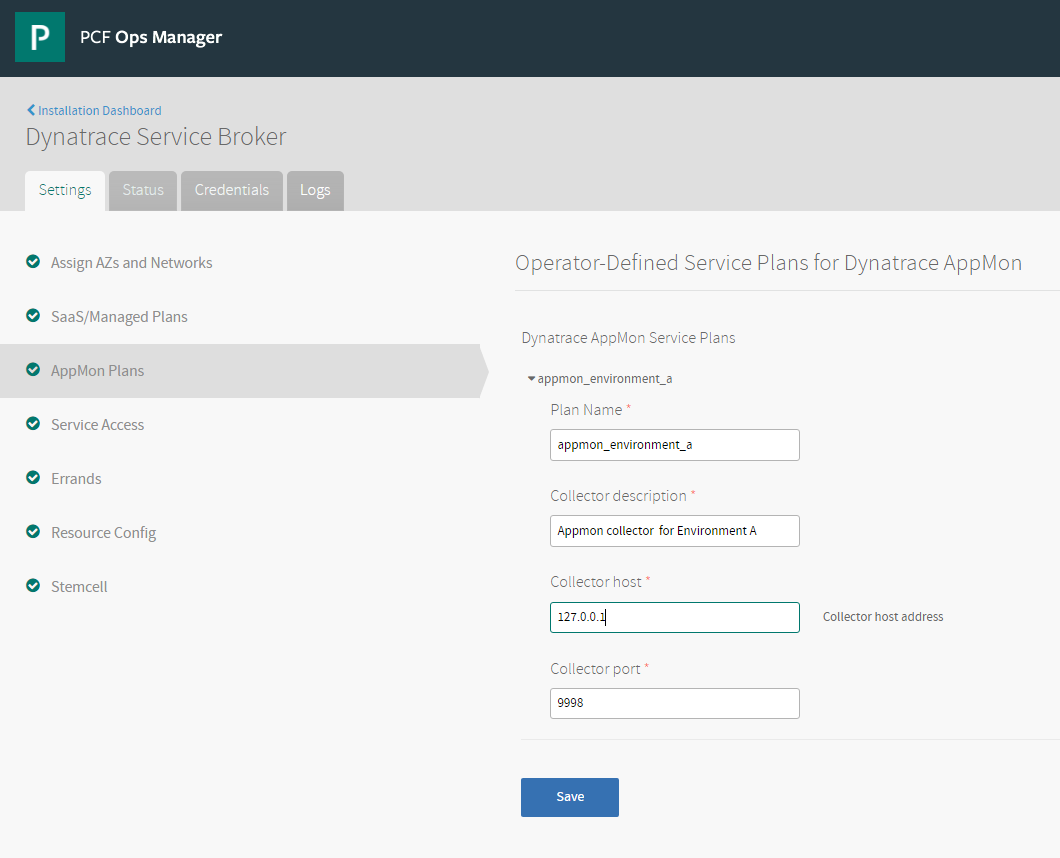 P
PCF Ops Manager
Installation Dashboard
Dynatrace Service Broker
Settings Status Credentials Logs
Assign AZs and Networks
SaaS/Managed Plans
AppMon Plans
Service Access
Errands
Resource Config
Stemcell
Operator-Defined Service Plans for Dynatrace AppMon
Dynatrace AppMon Service Plans
appmon_environment_a
Plan Name *
appmon_environment_a
Collector description *
Appmon collector for Environment A
Collector host *
127.0.0.1 Collector host address
Collector port *
9998
Save